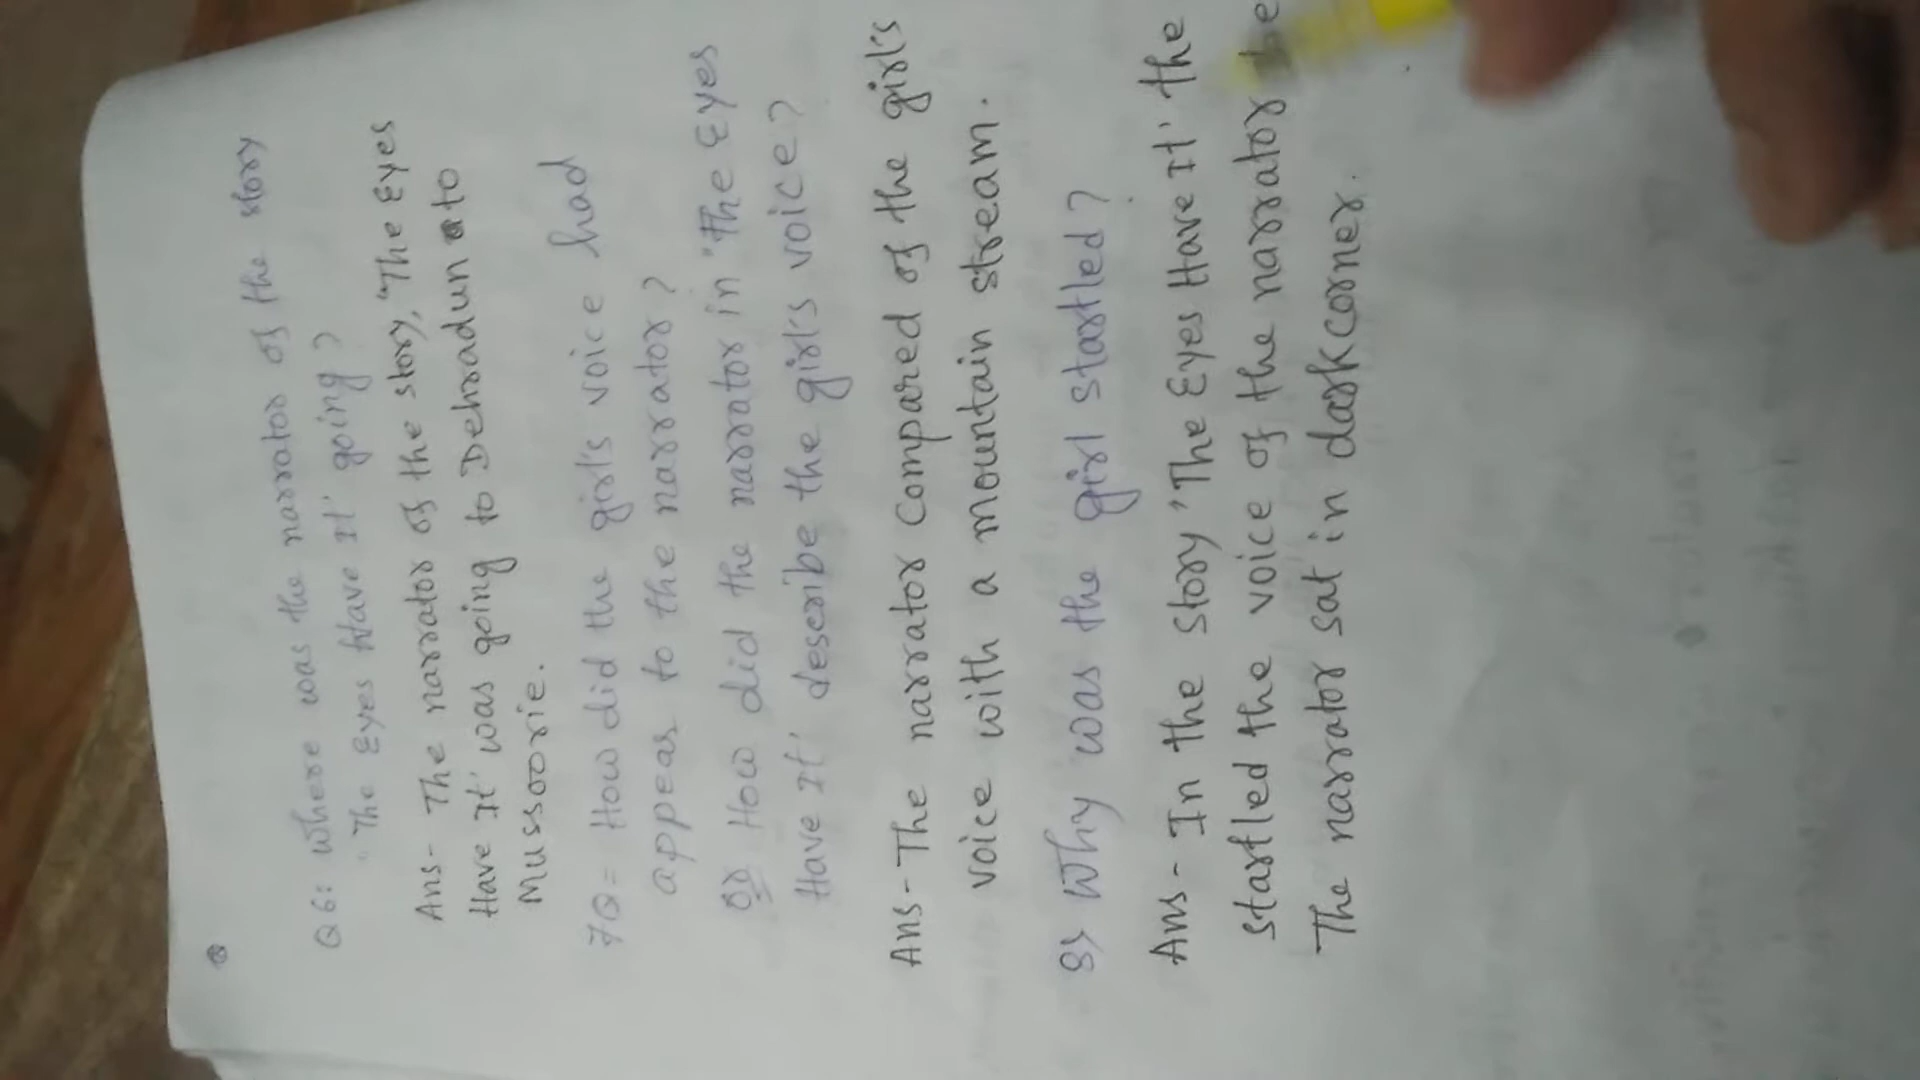 Q6: Where was the narrator of the story
"The Eyes Have It' going?
Ans- The narrator of the story, "The Eyes
Have It' was going to Dehradun to
Mussoorie.
7Q= How did the girl's voice had
appear to the narrator?
Or How did the narrator in "The Eyes
Have It' describe the girl's voice?
Ans- The narrator compared of the girl's
voice with a mountain stream.
8> Why was the girl startled?
Ans- In the story 'The Eyes Have It' the
startled the voice of the narrator be
The narrator sat in dark corner.